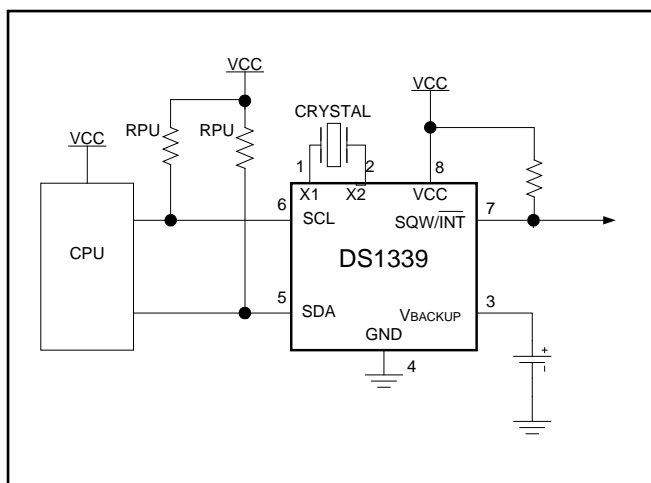 VCC
VCC
CRYSTAL
RPU
RPU
VCC
1
2
8
X1
X2
VCC
6
SCL
SQW/INT
7
CPU
DS1339
5
SDA
VBACKUP
3
GND
4
+
-